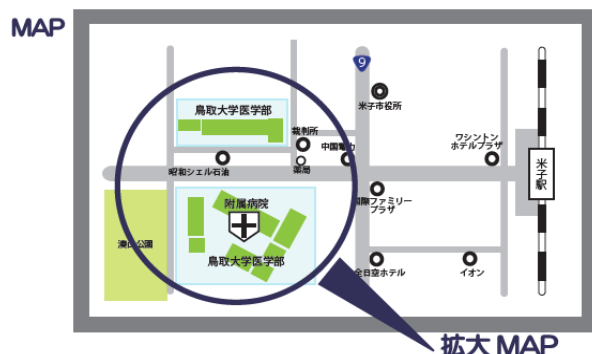 MAP
9
鳥取大学医学部
米子市役所
裁判所
中国電力
ワシントン
ホテルプラザ
昭和シェル石油
薬局
米子駅
附属病院
国際ファミリー
プラザ
湊山公園
鳥取大学医学部
全日空ホテル
イオン
拡大 MAP